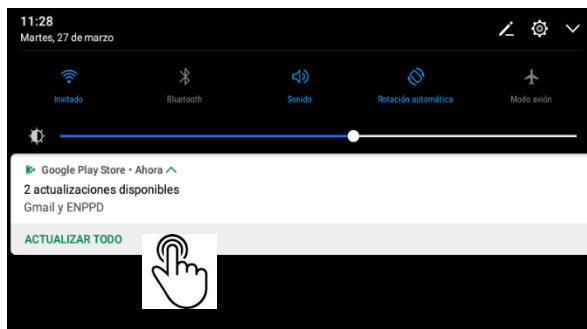 11:28
Martes, 27 de marzo
Invitado Bluetooth Sonido Rotación automática Modo avión
Google Play Store • Ahora
2 actualizaciones disponibles
Gmail y ENPPD
ACTUALIZAR TODO